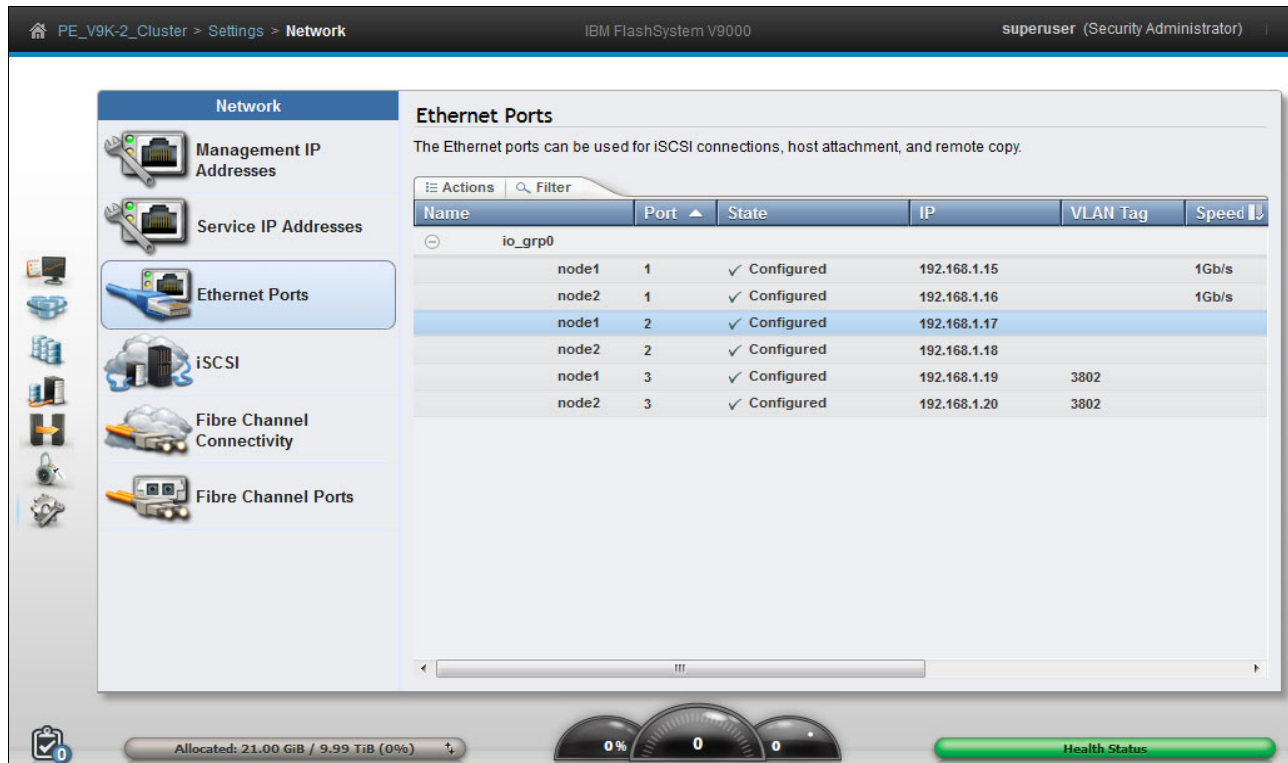 PE_V9K-2_Cluster > Settings > Network
IBM FlashSystem V9000
superuser (Security Administrator)
Network
Management IP
Addresses
Service IP Addresses
Ethernet Ports
iSCSI
Fibre Channel
Connectivity
Fibre Channel Ports
Ethernet Ports
The Ethernet ports can be used for iSCSI connections, host attachment, and remote copy.
Actions Filter
Name Port State IP VLAN Tag Speed
io_grp0
node1 1 ✓ Configured 192.168.1.15 1Gb/s
node2 1 ✓ Configured 192.168.1.16 1Gb/s
node1 2 ✓ Configured 192.168.1.17
node2 2 ✓ Configured 192.168.1.18
node1 3 ✓ Configured 192.168.1.19 3802
node2 3 ✓ Configured 192.168.1.20 3802
0
Allocated: 21.00 GiB / 9.99 TiB (0%)
0% 0 0
Health Status